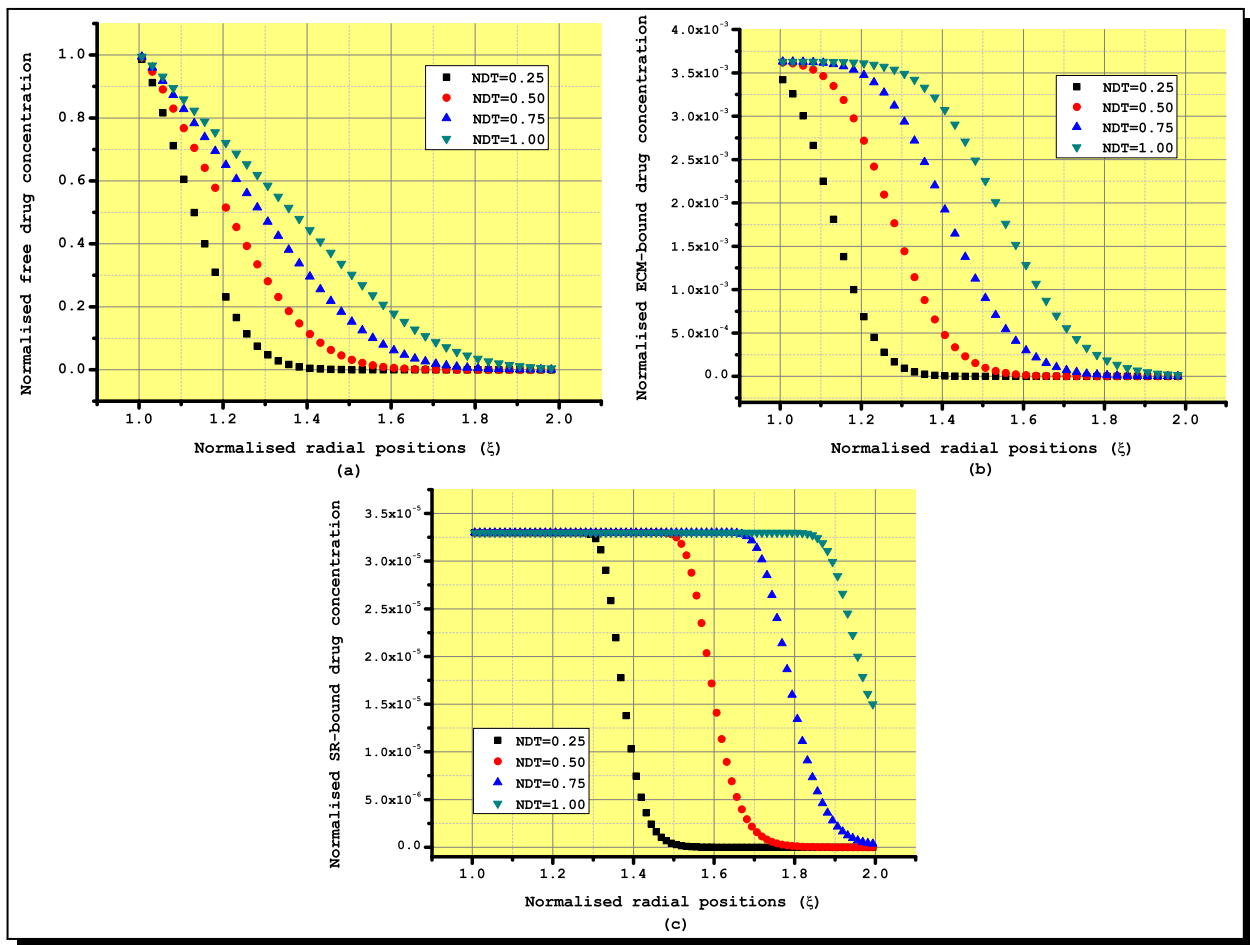 Normalised free drug concentration
1.0
0.8
0.6
0.4
0.2
0.0
1.0 1.2 1.4 1.6 1.8 2.0
NDT=0.25
NDT=0.50
NDT=0.75
NDT=1.00
Normalised radial positions (ξ)
(a)
Normalised ECM-bound drug concentration
4.0x10⁻³
3.5x10⁻³
3.0x10⁻³
2.5x10⁻³
2.0x10⁻³
1.5x10⁻³
1.0x10⁻³
5.0x10⁻⁴
0.0
1.0 1.2 1.4 1.6 1.8 2.0
NDT=0.25
NDT=0.50
NDT=0.75
NDT=1.00
Normalised radial positions (ξ)
(b)
Normalised SR-bound drug concentration
3.5x10⁻⁵
3.0x10⁻⁵
2.5x10⁻⁵
2.0x10⁻⁵
1.5x10⁻⁵
1.0x10⁻⁵
5.0x10⁻⁶
0.0
1.0 1.2 1.4 1.6 1.8 2.0
NDT=0.25
NDT=0.50
NDT=0.75
NDT=1.00
Normalised radial positions (ξ)
(c)